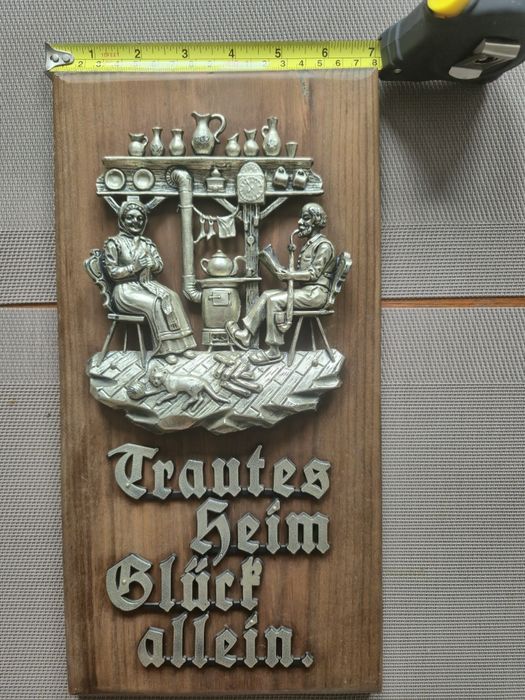 1 2 3 4 5 6 7
Trautes
Heim
Glück
allein.